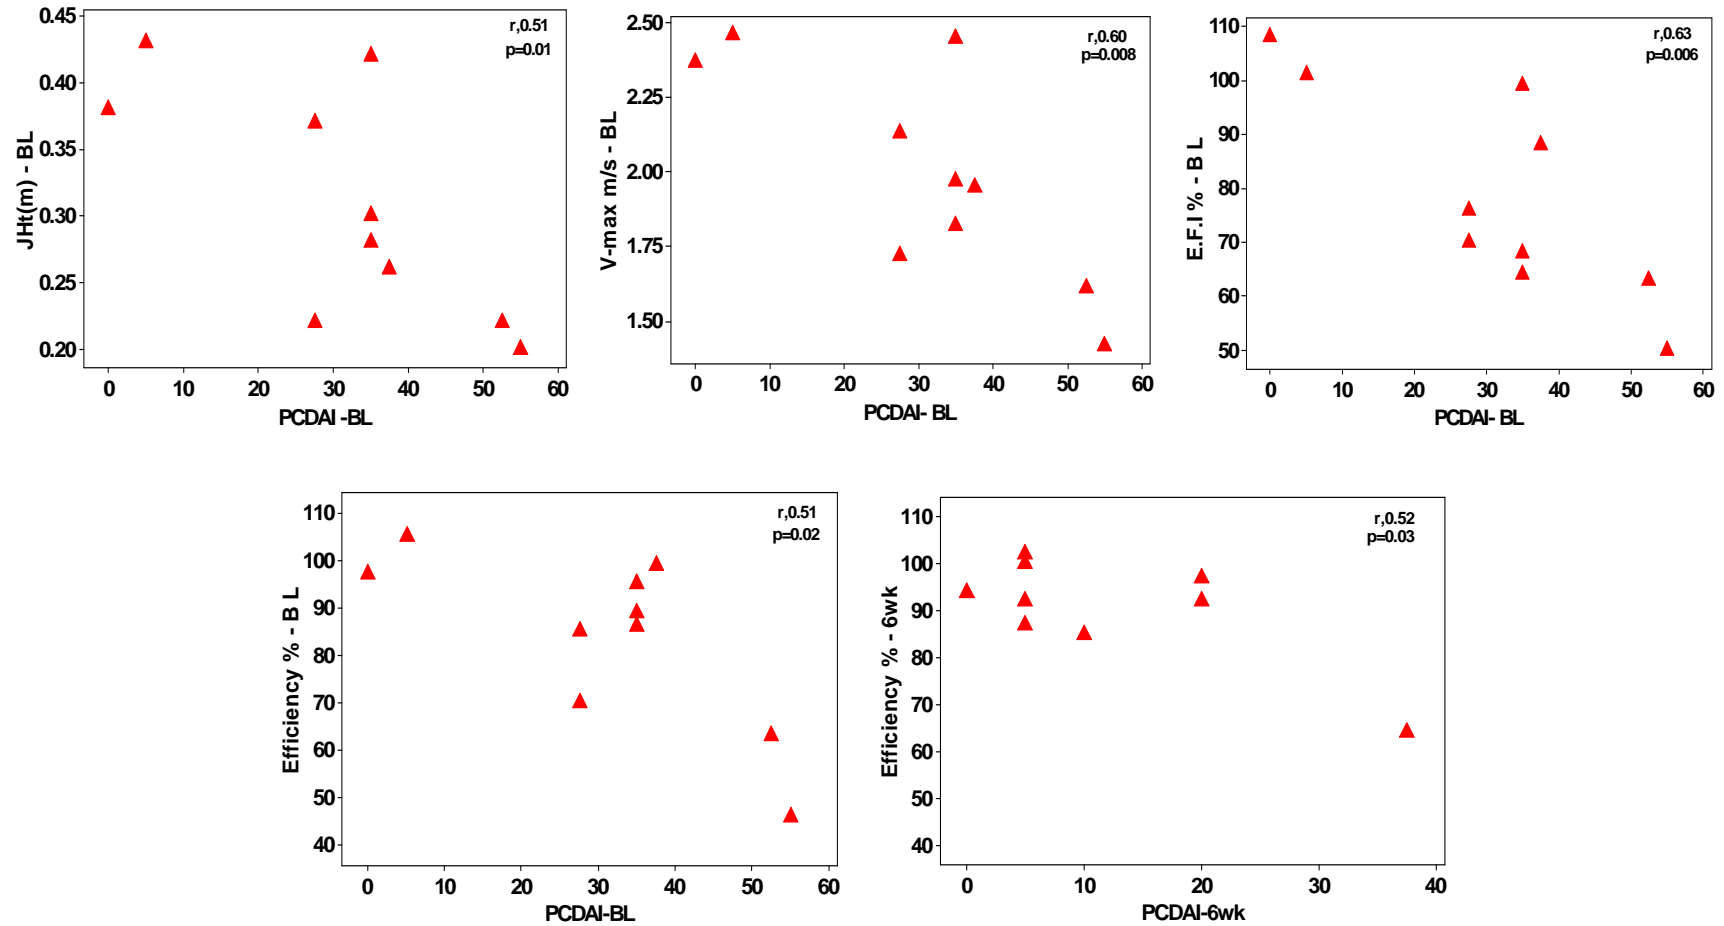 r,0.51
p=0.01
0.45
0.40
0.35
0.30
0.25
0.20
JHt(m) - BL
0 10 20 30 40 50 60
PCDAI -BL
r,0.60
p=0.008
2.50
2.25
2.00
1.75
1.50
V-max m/s - BL
0 10 20 30 40 50 60
PCDAI- BL
r,0.63
p=0.006
110
100
90
80
70
60
50
E.F.I % - B L
0 10 20 30 40 50 60
PCDAI- BL
r,0.51
p=0.02
110
100
90
80
70
60
50
40
Efficiency % - B L
0 10 20 30 40 50 60
PCDAI-BL
r,0.52
p=0.03
110
100
90
80
70
60
50
40
Efficiency % - 6wk
0 10 20 30 40
PCDAI-6wk